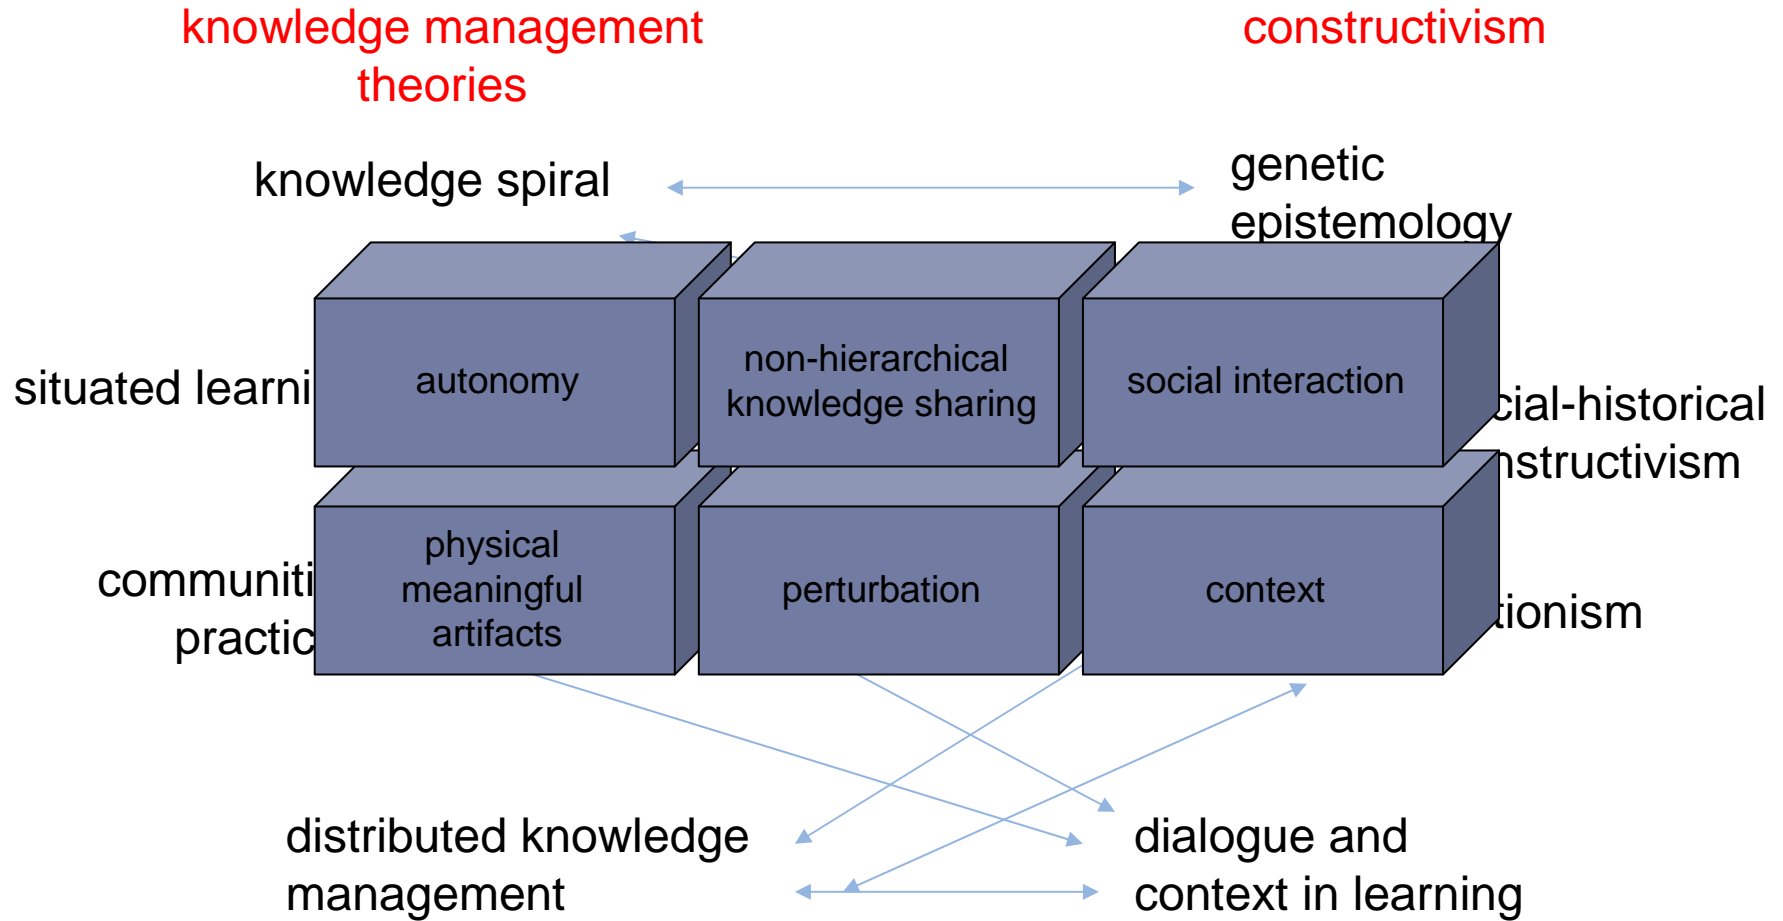 knowledge management
theories
constructivism
knowledge spiral
genetic
epistemology
situated learni
autonomy
non-hierarchical
knowledge sharing
social interaction
cial-historical
nstructivism
communiti
practic
physical
meaningful
artifacts
perturbation
context
tionism
distributed knowledge
management
dialogue and
context in learning